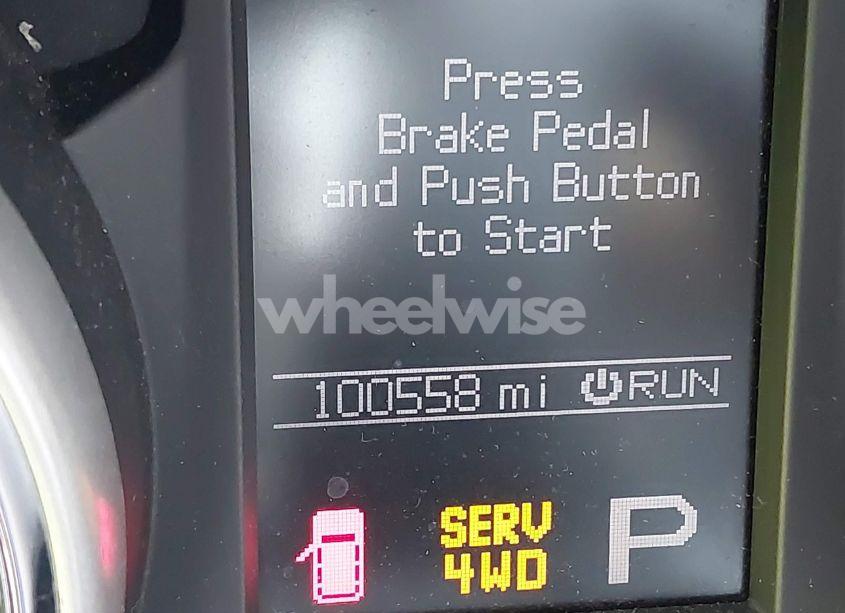 Press
Brake Pedal
and Push Button
to Start
wheelwise
100558 mi RUN
SERV
4WD
P